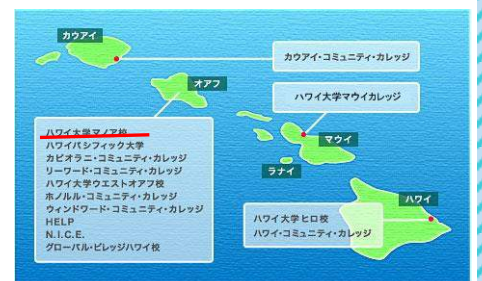 カウアイ
カウアイ・コミュニティ・カレッジ
オアフ
ハワイ大学マウイカレッジ
ハワイ大学マノア校
ハワイパシフィック大学
カピオラニ・コミュニティ・カレッジ
リーワード・コミュニティ・カレッジ
ハワイ大学ウエストオアフ校
ホノルル・コミュニティ・カレッジ
ウィンドワード・コミュニティ・カレッジ
HELP
N.I.C.E.
グローバル・ビレッジハワイ校
マウイ
ラナイ
ハワイ
ハワイ大学ヒロ校
ハワイ・コミュニティ・カレッジ